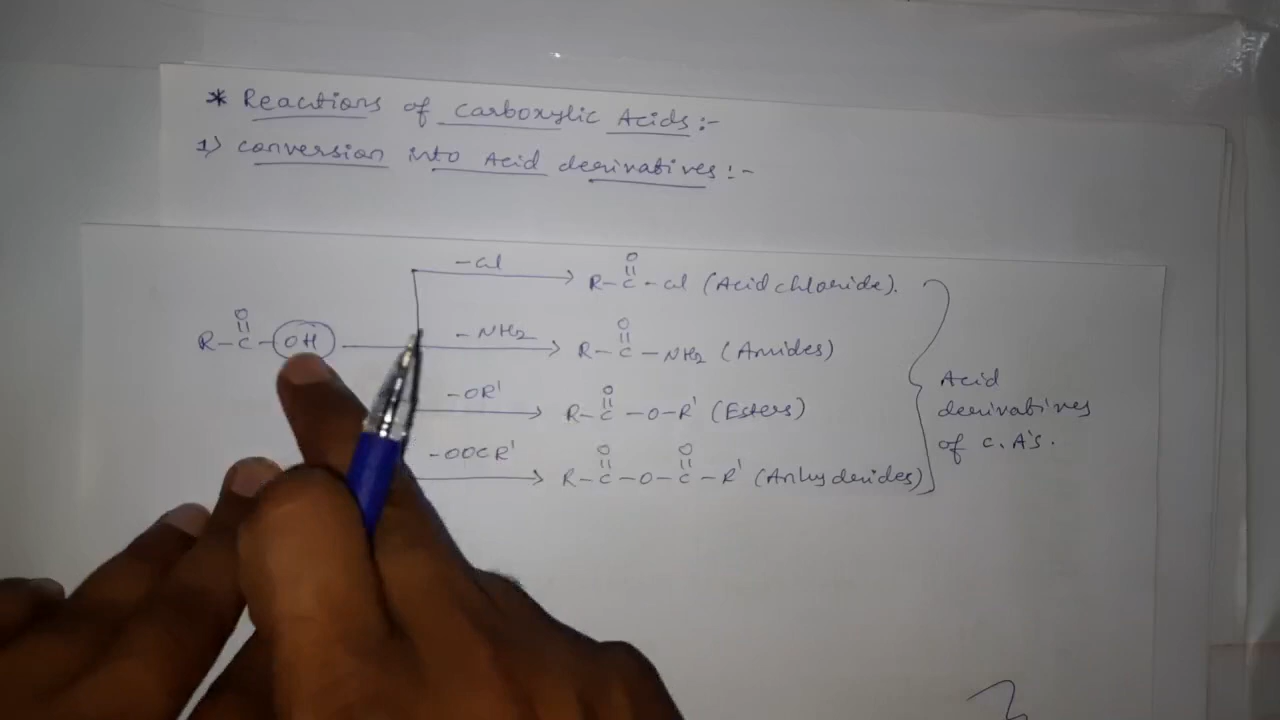 * Reactions of Carboxylic Acids:-
1) Conversion into Acid derivatives:-
-Cl
O
R-C-Cl (Acid chloride).
O
R-C-OH
-NH2
O
R-C-NH2 (Amides)
-OR'
O
R-C-O-R' (Esters)
-OOCR'
O O
R-C-O-C-R' (Anhyderides)
Acid
derivatives
of C.A's.